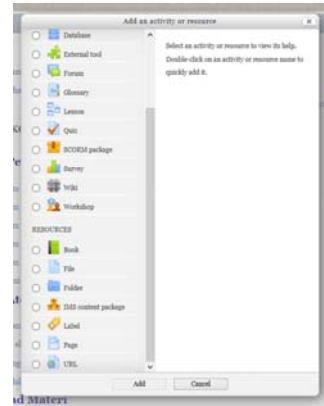 Add an activity or resource
Database
External tool
Forum
Glossary
Lesson
Quiz
SCORM package
Survey
Wiki
Workshop
RESOURCES
Book
File
Folder
IMS content package
Label
Page
URL
Select an activity or resource to view its help.
Double-click on an activity or resource name to
quickly add it.
Add
Cancel
ad Materi